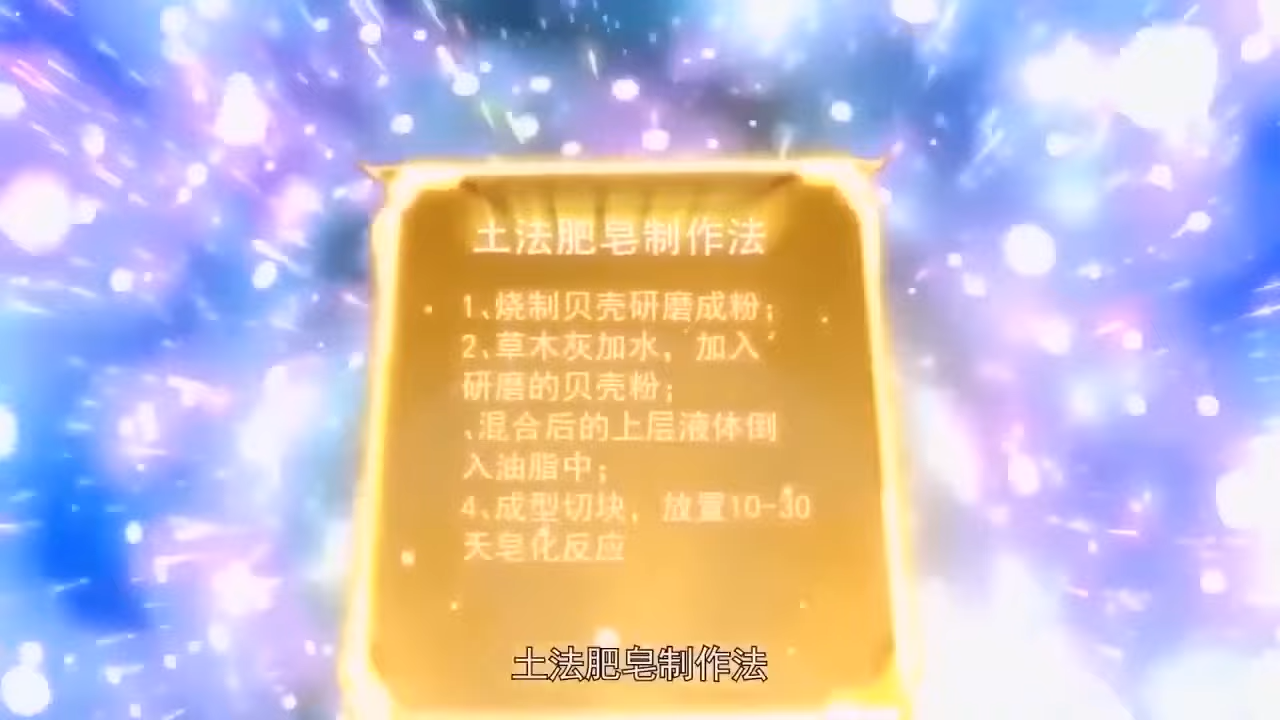 土法肥皂制作法
1、烧制贝壳研磨成粉；
2、草木灰加水，加入
研磨的贝壳粉；
、混合后的上层液体倒
入油脂中；
4、成型切块，放置10-30
天皂化反应
土法肥皂制作法